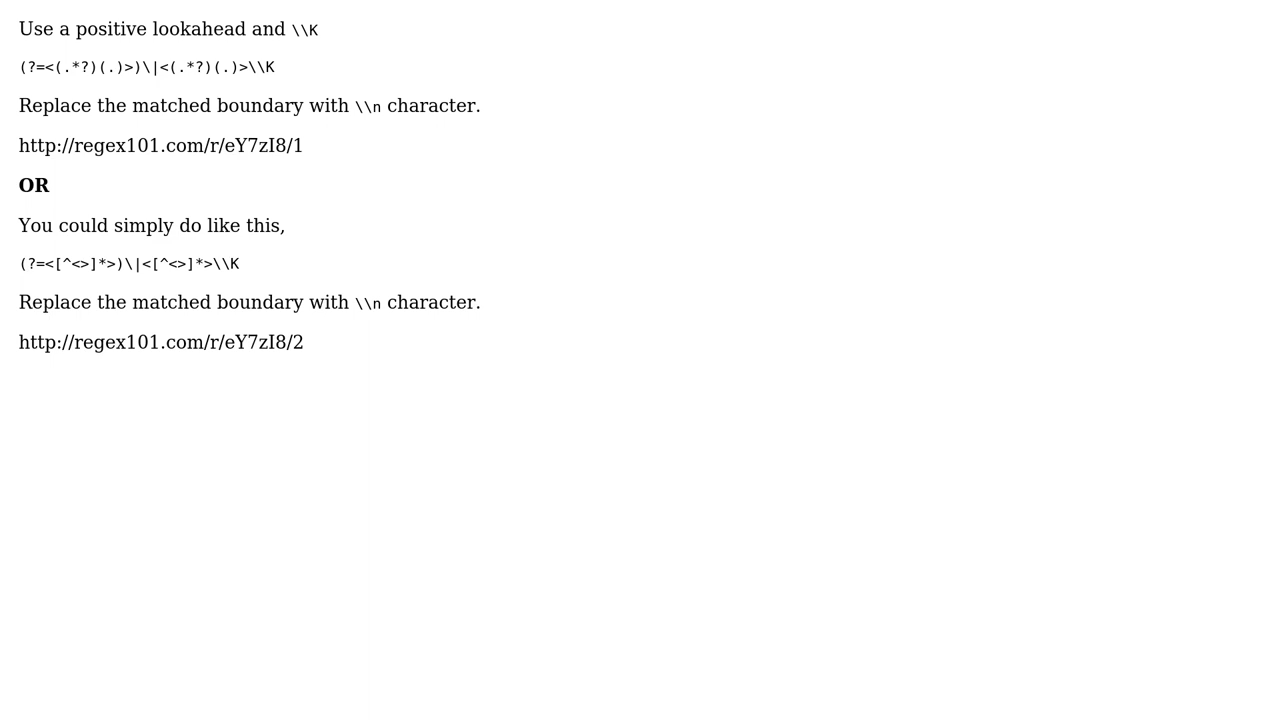 Use a positive lookahead and \\K
(?=<(.*?)(.)>)\|<(.*?)(.)>\\K
Replace the matched boundary with \\n character.
http://regex101.com/r/eY7zI8/1
OR
You could simply do like this,
(?=<[^<>]*>)\|<[^<>]*>\\K
Replace the matched boundary with \\n character.
http://regex101.com/r/eY7zI8/2